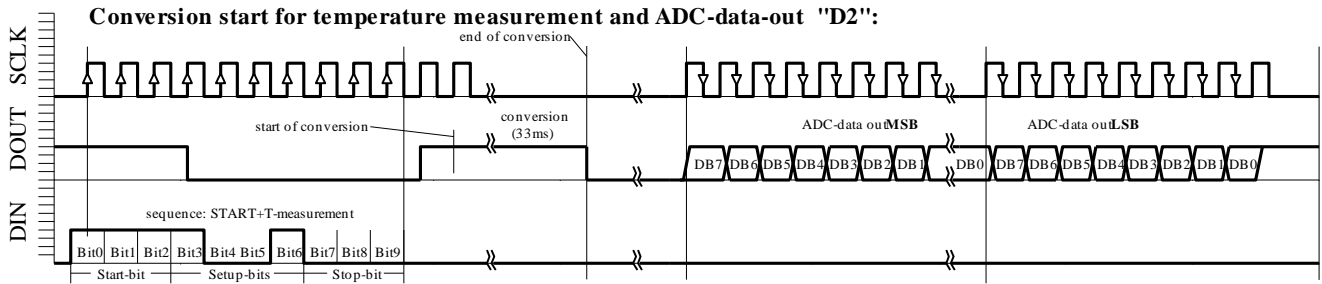 Conversion start for temperature measurement and ADC-data-out "D2":
end of conversion
SCLK
DOUT
start of conversion
conversion
(33ms)
ADC-data outMSB
ADC-data outLSB
DB7 DB6 DB5 DB4 DB3 DB2 DB1 DB0 DB7 DB6 DB5 DB4 DB3 DB2 DB1 DB0
DIN
sequence: START+T-measurement
Bit0 Bit1 Bit2 Bit3 Bit4 Bit5 Bit6 Bit7 Bit8 Bit9
Start-bit Setup-bits Stop-bit